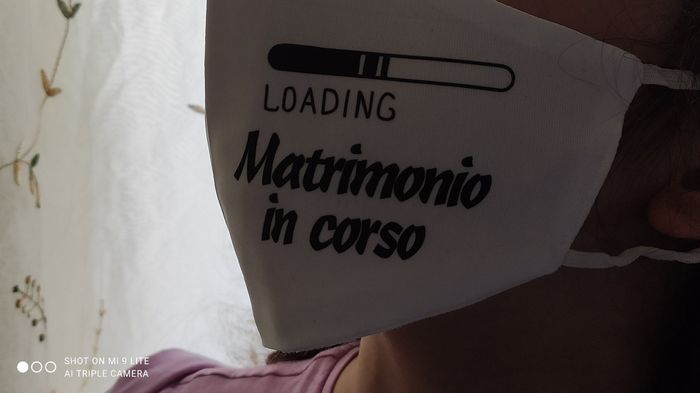 LOADING
Matrimonio
in corso
SHOT ON MI 9 LITE
AI TRIPLE CAMERA